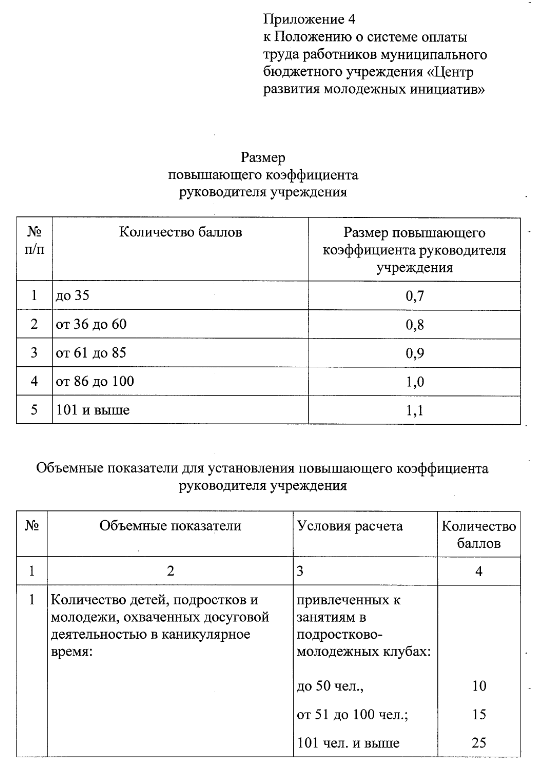 Приложение 4
к Положению о системе оплаты
труда работников муниципального
бюджетного учреждения «Центр
развития молодежных инициатив»
Размер
повышающего коэффициента
руководителя учреждения
№ п/п
Количество баллов
Размер повышающего коэффициента руководителя учреждения
1 до 35 0,7
2 от 36 до 60 0,8
3 от 61 до 85 0,9
4 от 86 до 100 1,0
5 101 и выше 1,1
Объемные показатели для установления повышающего коэффициента
руководителя учреждения
№ Объемные показатели Условия расчета Количество баллов
1 2 3 4
1 Количество детей, подростков и
молодежи, охваченных досуговой
деятельностью в каникулярное
время:
привлеченных к
занятиям в
подростково-
молодежных клубах:
до 50 чел., 10
от 51 до 100 чел.; 15
101 чел. и выше 25